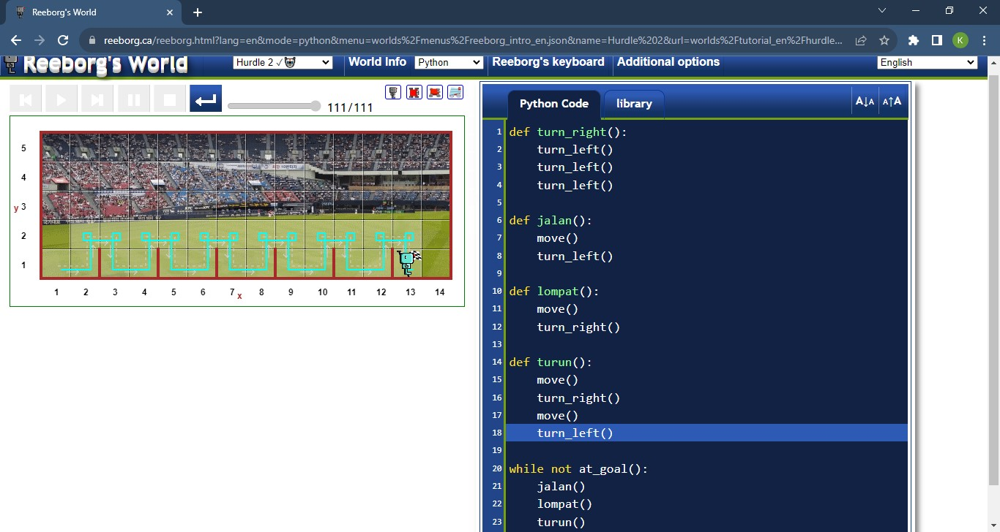 Reeborg's World
reeborg.ca/reeborg.html?lang=en&mode=python&menu=worlds%2Fmenus%2Freeborg_intro_en.json&name=Hurdle%202&url=worlds%2Ftutorial_en%2Fhurdle...
K
Reeborg's World
Hurdle 2 ✓
World Info
Python
Reeborg's keyboard
Additional options
English
111/111
Python Code
library
A↓A
A↑A
5
4
y 3
2
1
1 2 3 4 5 6 7 8 9 10 11 12 13 14
x
1 def turn_right():
2     turn_left()
3     turn_left()
4     turn_left()
5
6 def jalan():
7     move()
8     turn_left()
9
10 def lompat():
11     move()
12     turn_right()
13
14 def turun():
15     move()
16     turn_right()
17     move()
18     turn_left()
19
20 while not at_goal():
21     jalan()
22     lompat()
23     turun()